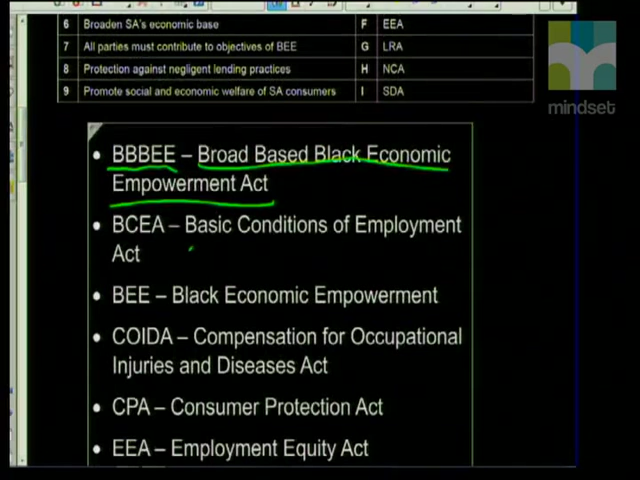 6 Broaden SA's economic base F EEA
7 All parties must contribute to objectives of BEE G LRA
8 Protection against negligent lending practices H NCA
9 Promote social and economic welfare of SA consumers I SDA
mindset
• BBBEE – Broad Based Black Economic
Empowerment Act
• BCEA – Basic Conditions of Employment
Act
• BEE – Black Economic Empowerment
• COIDA – Compensation for Occupational
Injuries and Diseases Act
• CPA – Consumer Protection Act
• EEA – Employment Equity Act